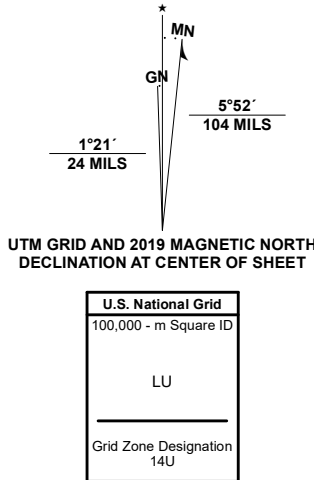 ★
MN
GN
5°52´
104 MILS
1°21´
24 MILS
UTM GRID AND 2019 MAGNETIC NORTH
DECLINATION AT CENTER OF SHEET
U.S. National Grid
100,000 - m Square ID
LU
Grid Zone Designation
14U